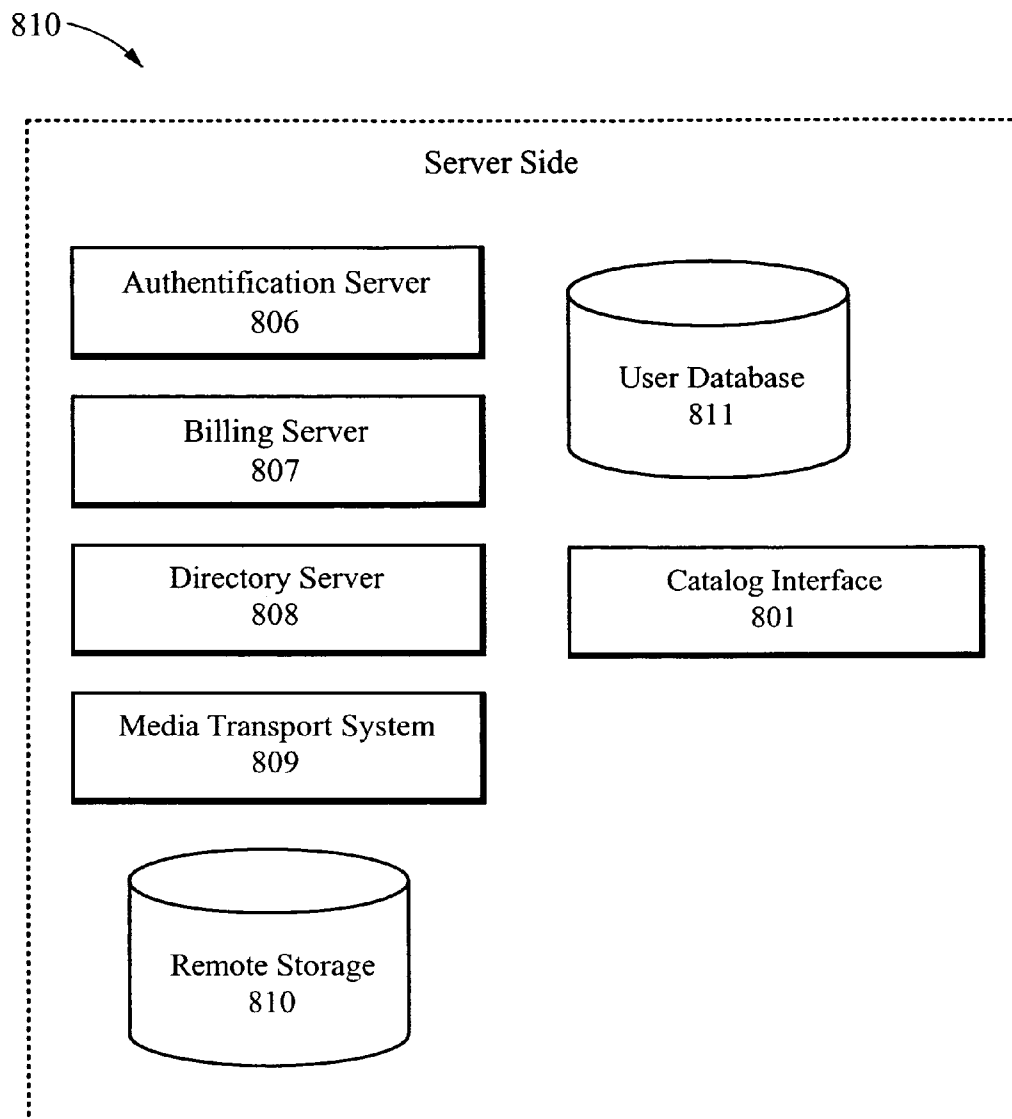 810
Server Side
Authentification Server
806
Billing Server
807
Directory Server
808
Media Transport System
809
Remote Storage
810
User Database
811
Catalog Interface
801